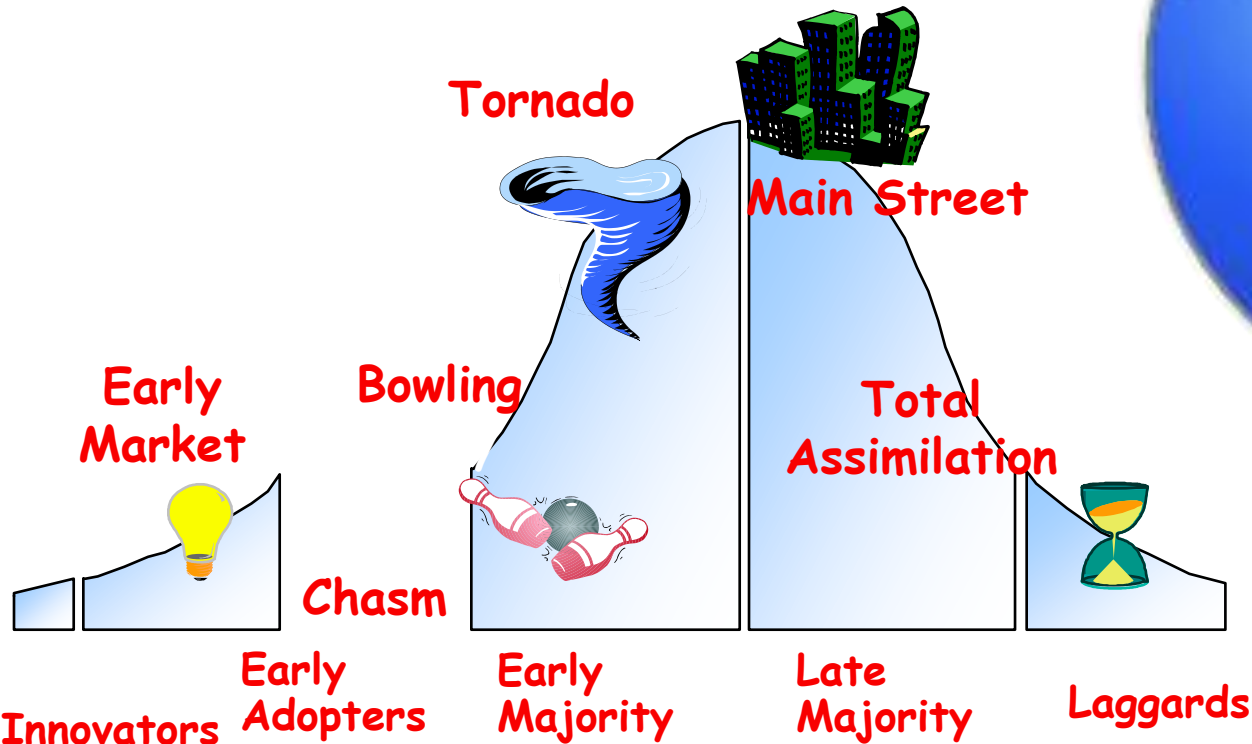 Tornado
Main Street
Early
Market
Bowling
Total
Assimilation
Chasm
Innovators
Early
Adopters
Early
Majority
Late
Majority
Laggards